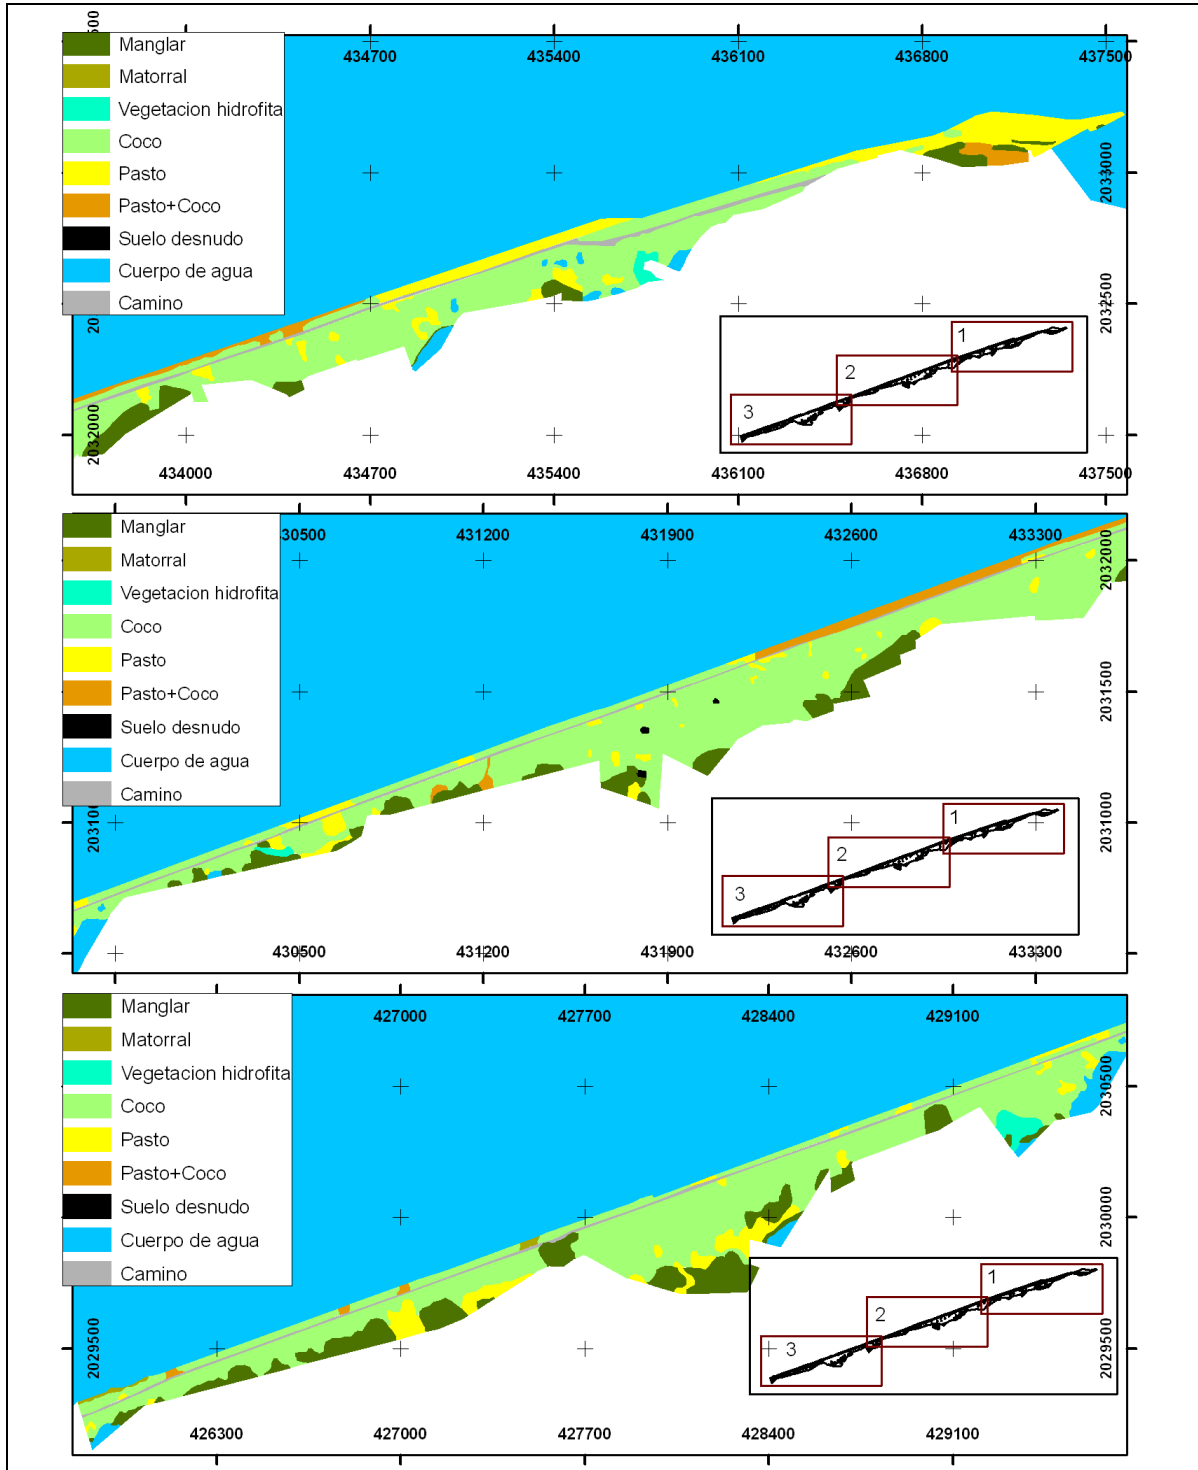 Manglar
Matorral
Vegetacion hidrofita
Coco
Pasto
Pasto+Coco
Suelo desnudo
Cuerpo de agua
Camino
434700 435400 436100 436800 437500
2033000
2032500
2032000
1
2
3
434000 434700 435400 436100 436800 437500
Manglar
Matorral
Vegetacion hidrofita
Coco
Pasto
Pasto+Coco
Suelo desnudo
Cuerpo de agua
Camino
431200 431900 432600 433300
2032000
2031500
1
2
3
430500 431200 431900 432600 433300
Manglar
Matorral
Vegetacion hidrofita
Coco
Pasto
Pasto+Coco
Suelo desnudo
Cuerpo de agua
Camino
427000 427700 428400 429100
2030500
2030000
2029500
2029500
1
2
3
426300 427000 427700 428400 429100